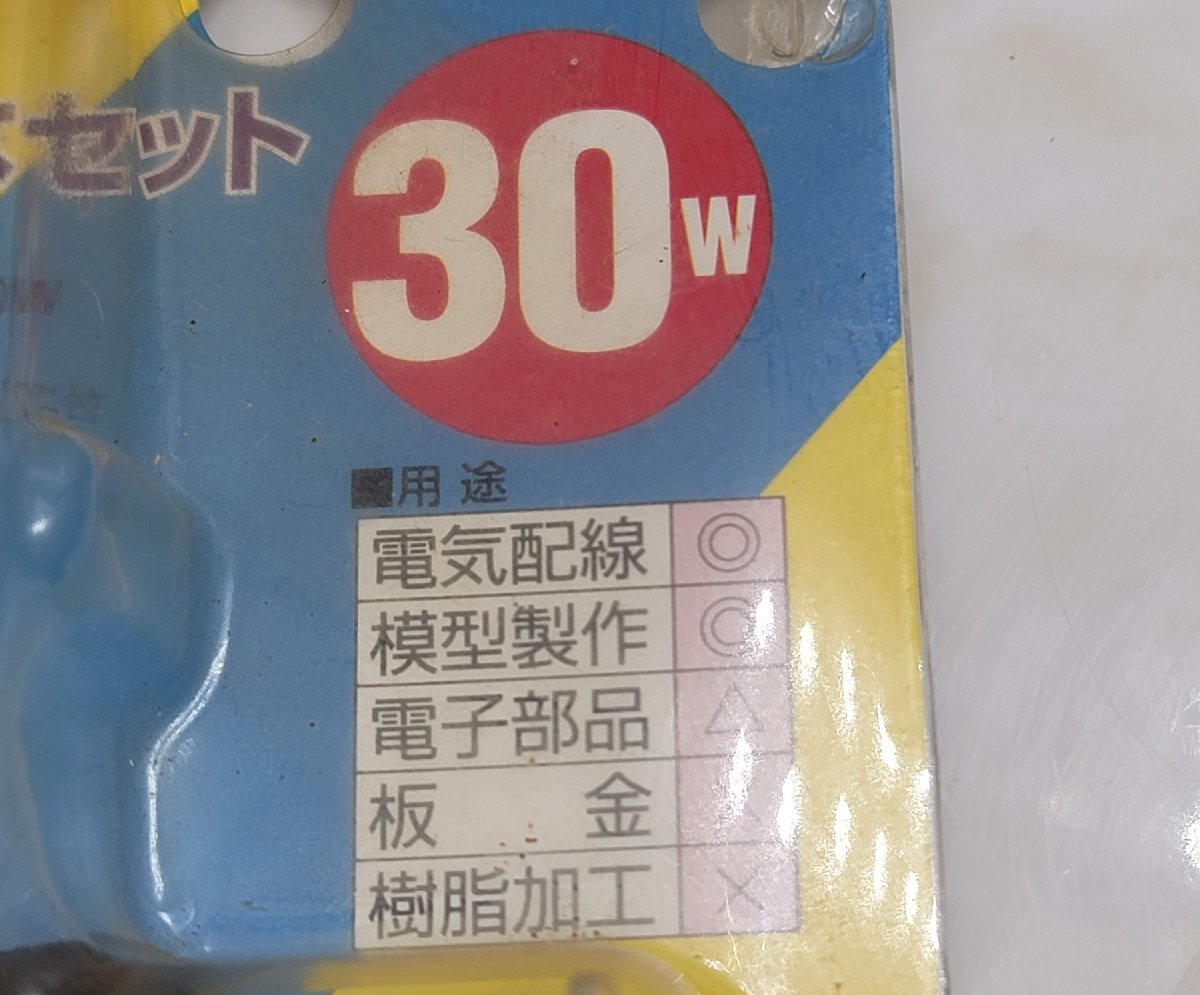 セット
30W
■用途
電気配線 ◎
模型製作 ◎
電子部品 △
板金
樹脂加工 ×